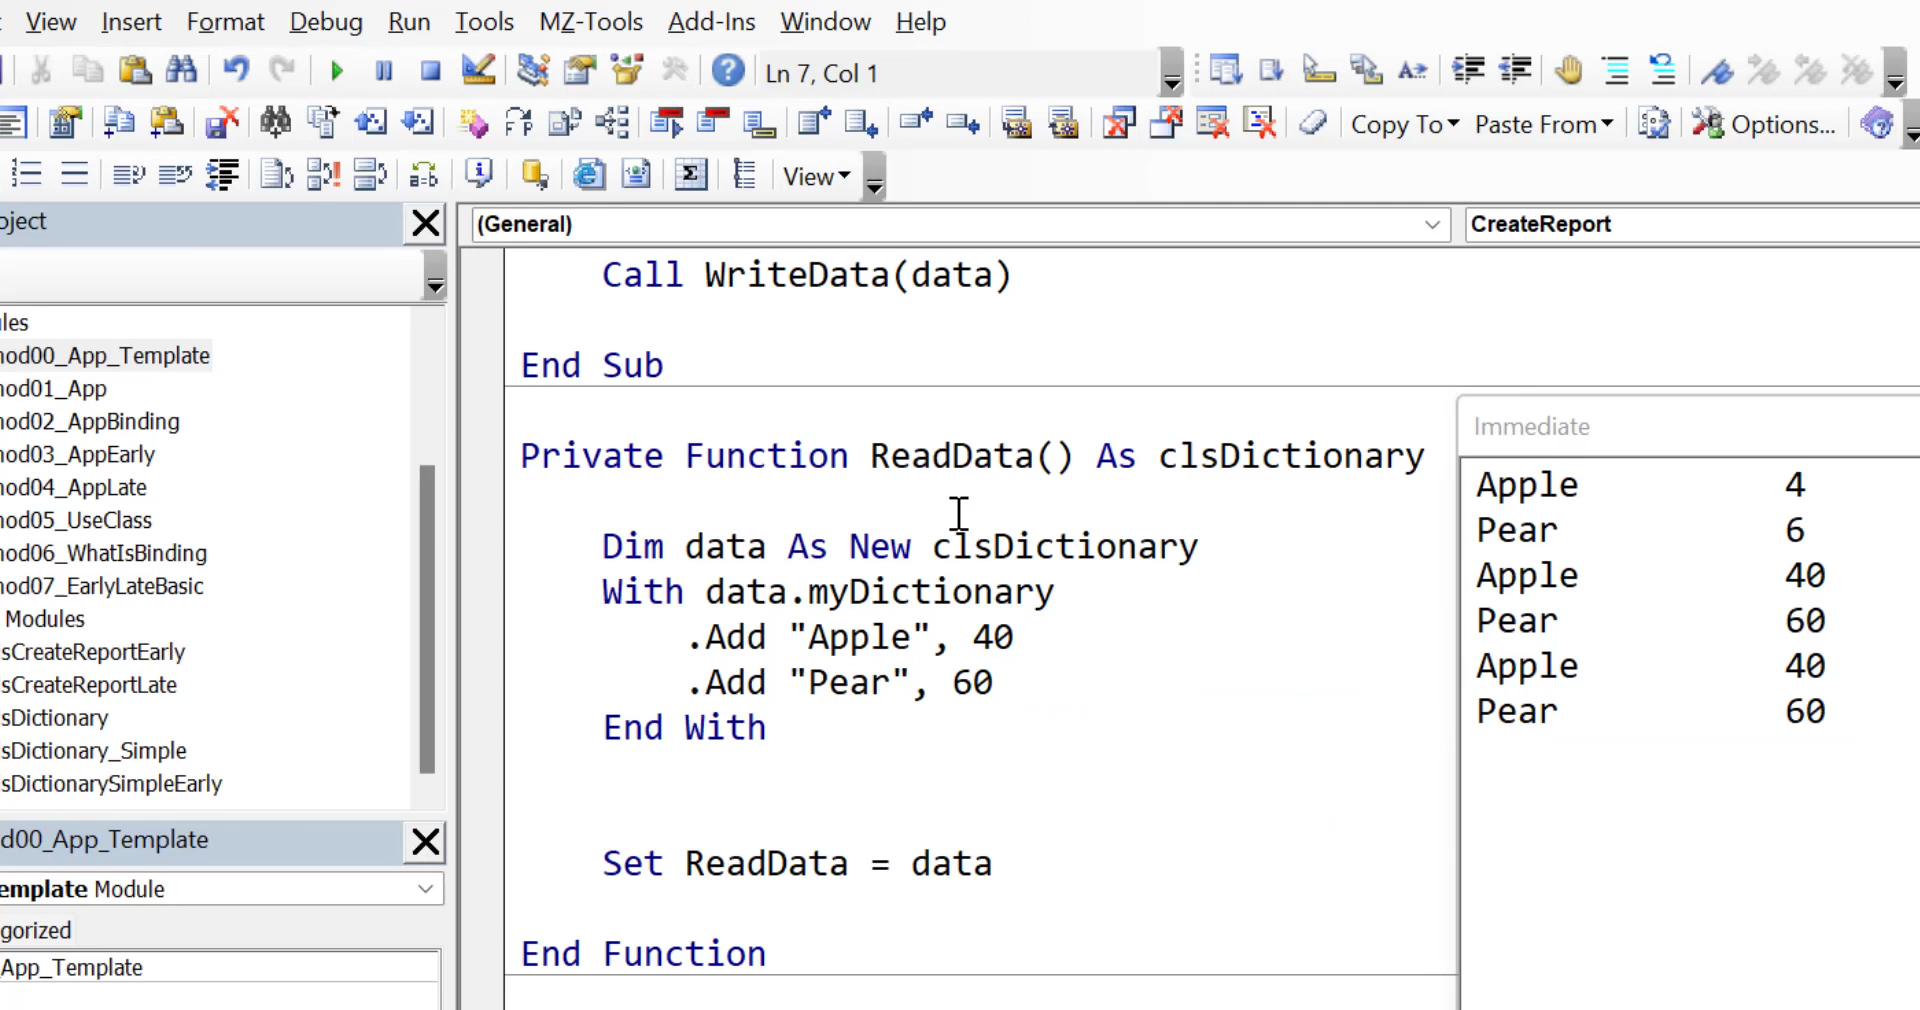 View Insert Format Debug Run Tools MZ-Tools Add-Ins Window Help
Ln 7, Col 1
Copy To Paste From Options...
View
oject
(General) CreateReport
Call WriteData(data)
End Sub
Private Function ReadData() As clsDictionary
Dim data As New clsDictionary
With data.myDictionary
.Add "Apple", 40
.Add "Pear", 60
End With
Set ReadData = data
End Function
Immediate
Apple 4
Pear 6
Apple 40
Pear 60
Apple 40
Pear 60
les
nod00_App_Template
nod01_App
nod02_AppBinding
nod03_AppEarly
nod04_AppLate
nod05_UseClass
nod06_WhatIsBinding
nod07_EarlyLateBasic
Modules
sCreateReportEarly
sCreateReportLate
sDictionary
sDictionary_Simple
sDictionarySimpleEarly
d00_App_Template
emplate Module
gorized
App_Template